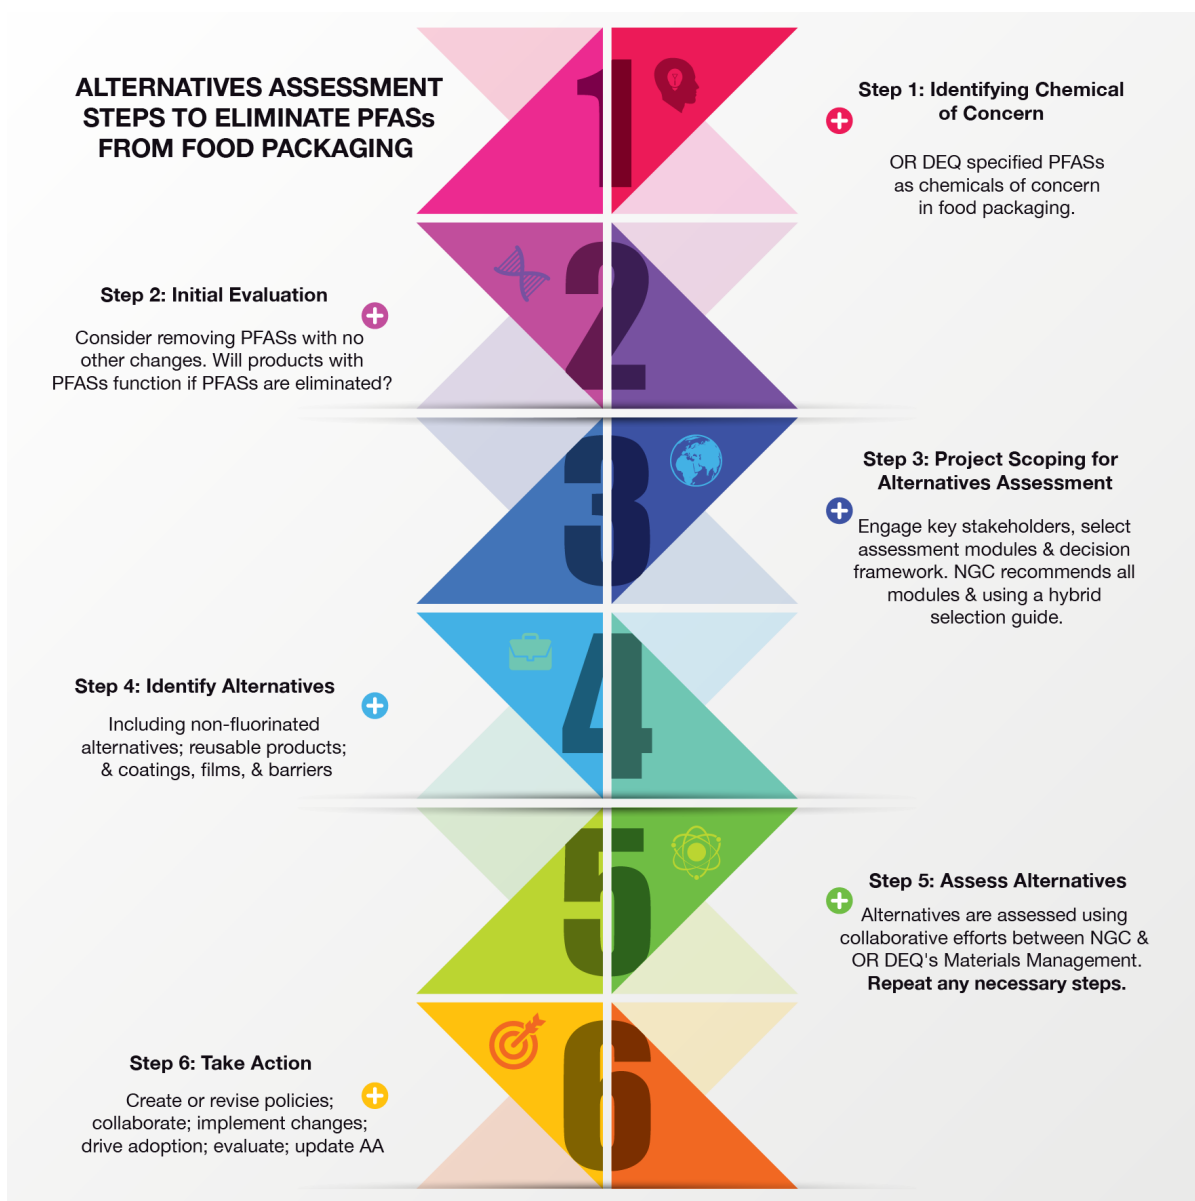 ALTERNATIVES ASSESSMENT
STEPS TO ELIMINATE PFASs
FROM FOOD PACKAGING
1
Step 1: Identifying Chemical
of Concern
OR DEQ specified PFASs
as chemicals of concern
in food packaging.
2
Step 2: Initial Evaluation
Consider removing PFASs with no
other changes. Will products with
PFASs function if PFASs are eliminated?
3
Step 3: Project Scoping for
Alternatives Assessment
Engage key stakeholders, select
assessment modules & decision
framework. NGC recommends all
modules & using a hybrid
selection guide.
4
Step 4: Identify Alternatives
Including non-fluorinated
alternatives; reusable products;
& coatings, films, & barriers
5
Step 5: Assess Alternatives
Alternatives are assessed using
collaborative efforts between NGC &
OR DEQ's Materials Management.
Repeat any necessary steps.
6
Step 6: Take Action
Create or revise policies;
collaborate; implement changes;
drive adoption; evaluate; update AA